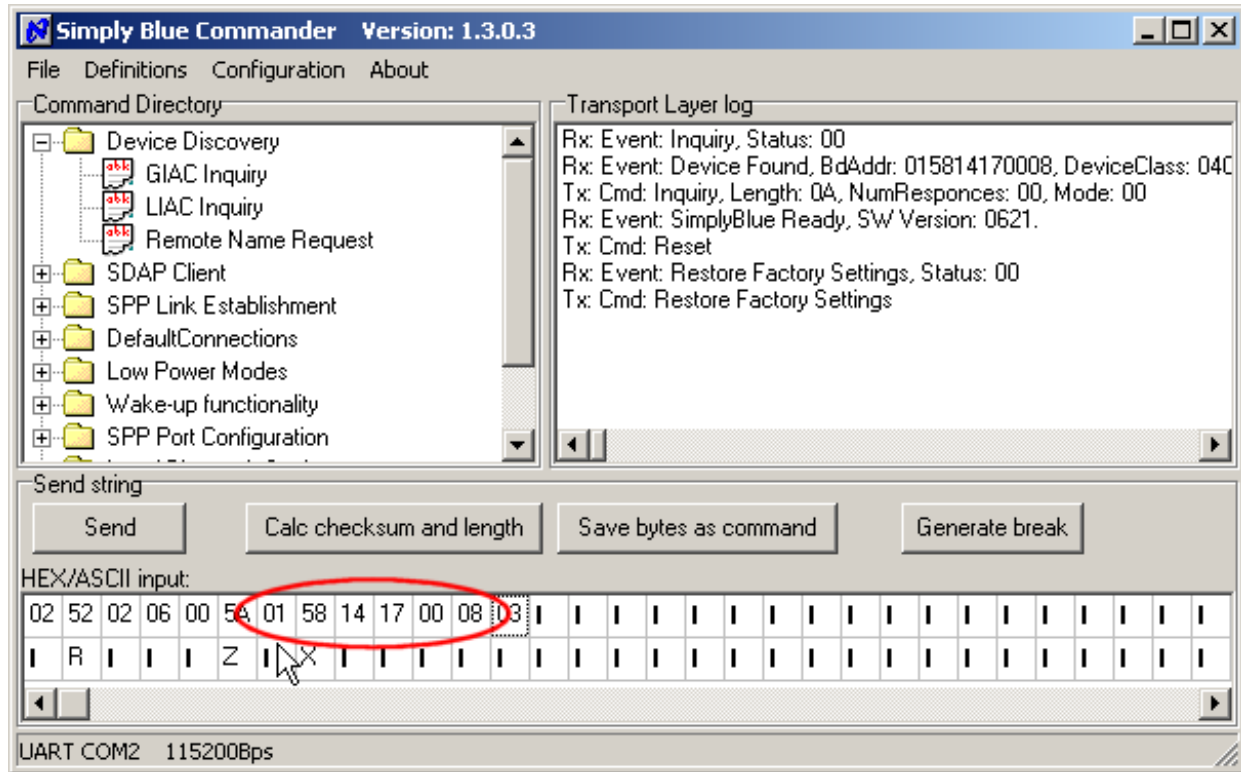 Simply Blue Commander Version: 1.3.0.3
File Definitions Configuration About
Command Directory
Device Discovery
GIAC Inquiry
LIAC Inquiry
Remote Name Request
SDAP Client
SPP Link Establishment
DefaultConnections
Low Power Modes
Wake-up functionality
SPP Port Configuration
Transport Layer log
Rx: Event: Inquiry, Status: 00
Rx: Event: Device Found, BdAddr: 015814170008, DeviceClass: 040
Tx: Cmd: Inquiry, Length: 0A, NumResponces: 00, Mode: 00
Rx: Event: SimplyBlue Ready, SW Version: 0621.
Tx: Cmd: Reset
Rx: Event: Restore Factory Settings, Status: 00
Tx: Cmd: Restore Factory Settings
Send string
Send Calc checksum and length Save bytes as command Generate break
HEX/ASCII input:
02 52 02 06 00 5A 01 58 14 17 00 08 03
R Z X
UART COM2 115200Bps